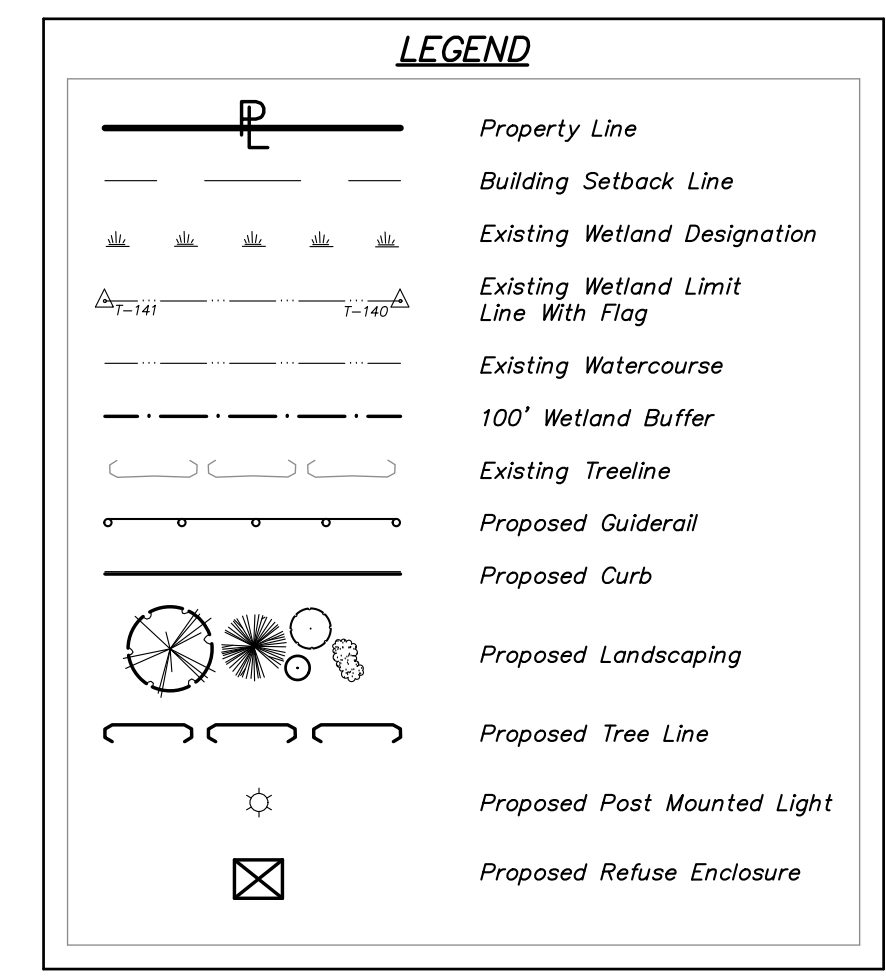 LEGEND
PL
Property Line
Building Setback Line
Existing Wetland Designation
T-141
T-140
Existing Wetland Limit
Line With Flag
Existing Watercourse
100' Wetland Buffer
Existing Treeline
Proposed Guiderail
Proposed Curb
Proposed Landscaping
Proposed Tree Line
Proposed Post Mounted Light
Proposed Refuse Enclosure